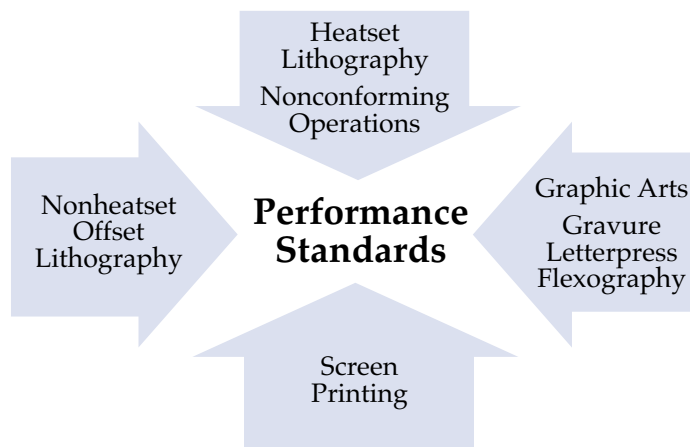 Heatset
Lithography
Nonconforming
Operations
Nonheatset
Offset
Lithography
Performance
Standards
Graphic Arts
Gravure
Letterpress
Flexography
Screen
Printing